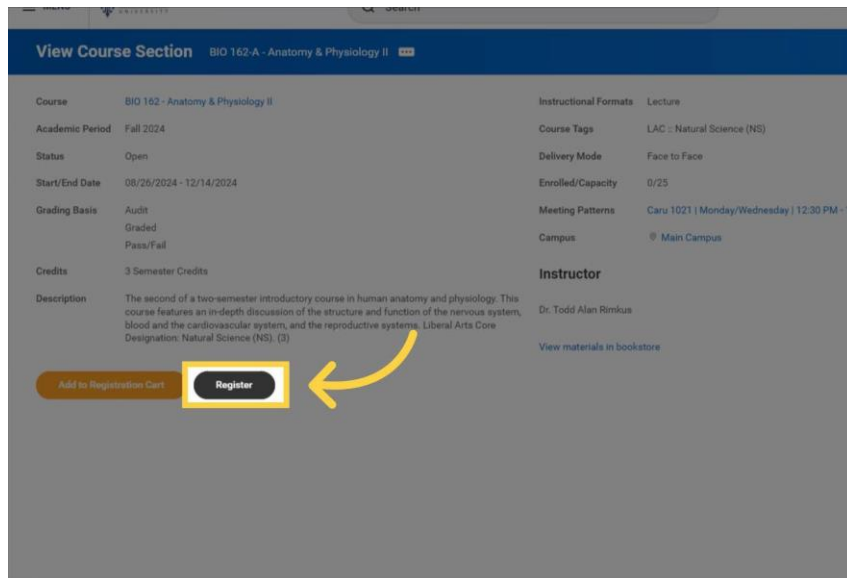 MENU
UNIVERSITY
Search
View Course Section BIO 162-A - Anatomy & Physiology II
Course BIO 162 - Anatomy & Physiology II
Academic Period Fall 2024
Status Open
Start/End Date 08/26/2024 - 12/14/2024
Grading Basis Audit
Graded
Pass/Fail
Credits 3 Semester Credits
Description The second of a two-semester introductory course in human anatomy and physiology. This
course features an in-depth discussion of the structure and function of the nervous system,
blood and the cardiovascular system, and the reproductive systems. Liberal Arts Core
Designation: Natural Science (NS). (3)
Add to Registration Cart
Register
Instructional Formats Lecture
Course Tags LAC :: Natural Science (NS)
Delivery Mode Face to Face
Enrolled/Capacity 0/25
Meeting Patterns Caru 1021 | Monday/Wednesday | 12:30 PM -
Campus Main Campus
Instructor
Dr. Todd Alan Rimkus
View materials in bookstore